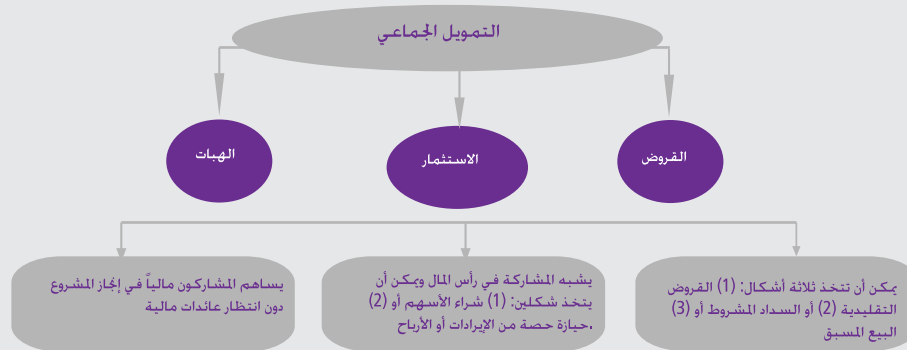 التمويل الجماعي
القروض
الاستثمار
الهبات
يمكن أن تتخذ ثلاثة أشكال: (1) القروض
التقليدية (2) أو السداد المشروط أو (3)
البيع المسبق
يشبه المشاركة في رأس المال ويمكن أن
يتخذ شكلين: (1) شراء الأسهم أو (2)
حيازة حصة من الإيرادات أو الأرباح.
يساهم المشاركون مالياً في إنجاز المشروع
دون انتظار عائدات مالية